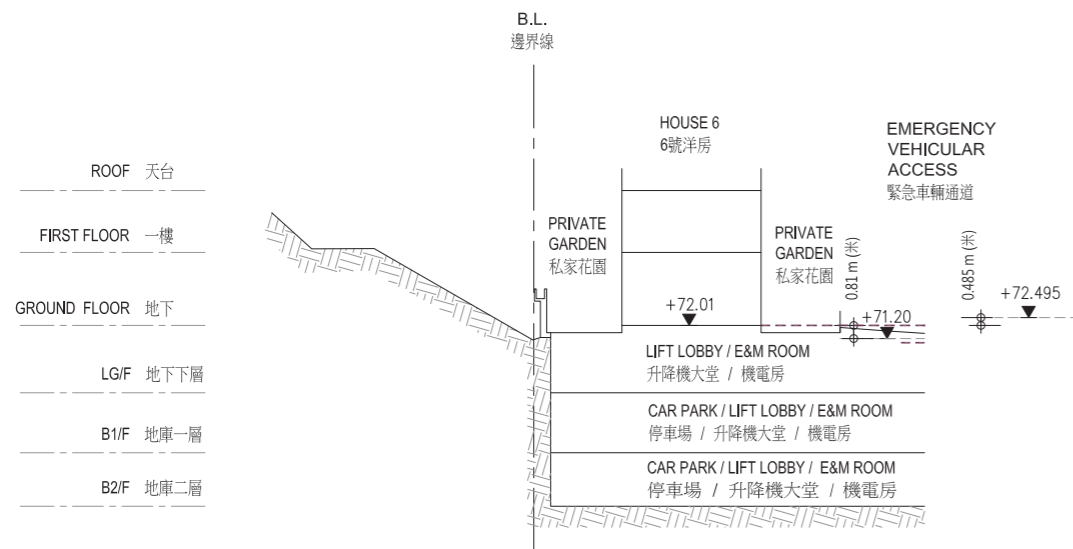 B.L.
邊界線
HOUSE 6
6號洋房
EMERGENCY
VEHICULAR
ACCESS
緊急車輛通道
ROOF 天台
FIRST FLOOR 一樓
GROUND FLOOR 地下
LG/F 地下下層
B1/F 地庫一層
B2/F 地庫二層
PRIVATE
GARDEN
私家花園
PRIVATE
GARDEN
私家花園
0.81 m (米)
0.485 m (米)
+72.01
+71.20
+72.495
LIFT LOBBY / E&M ROOM
升降機大堂 / 機電房
CAR PARK / LIFT LOBBY / E&M ROOM
停車場 / 升降機大堂 / 機電房
CAR PARK / LIFT LOBBY / E&M ROOM
停車場 / 升降機大堂 / 機電房